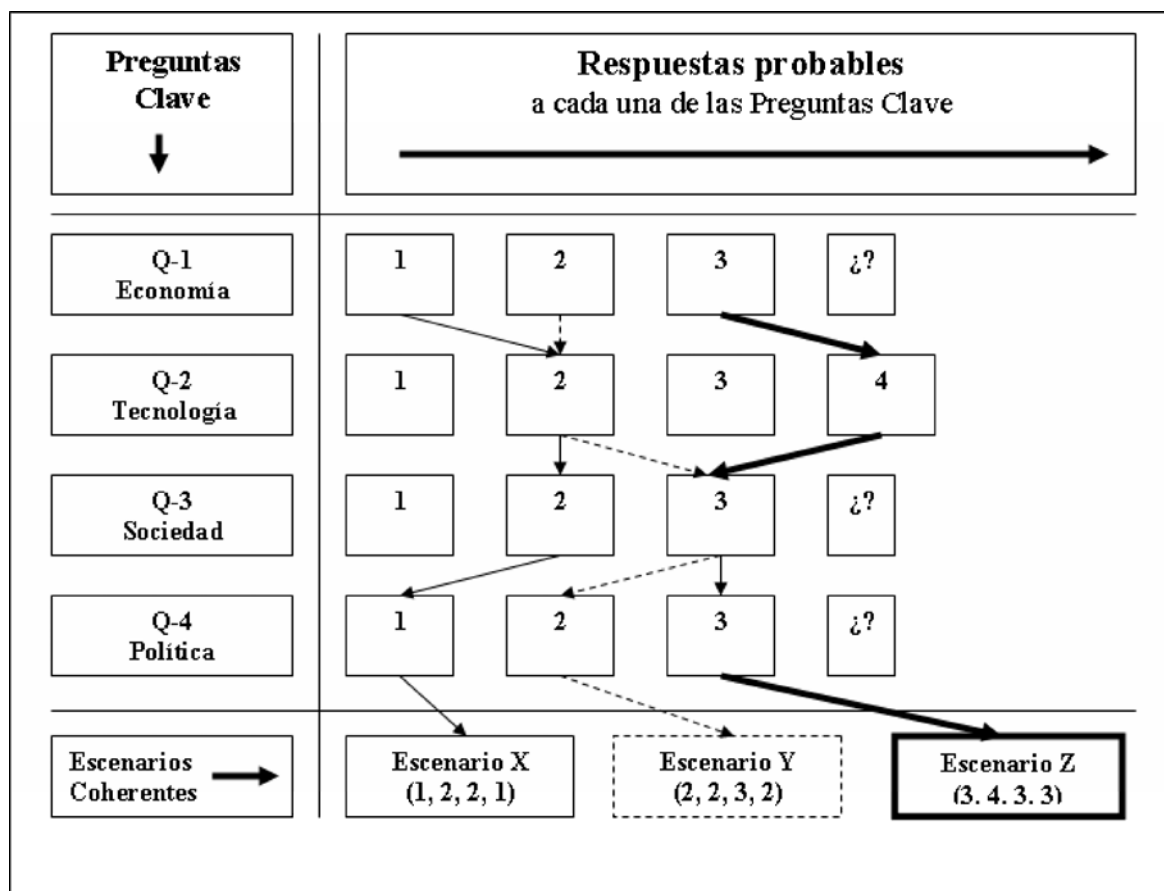 Preguntas
Clave
Respuestas probables
a cada una de las Preguntas Clave
Q-1
Economía
1
2
3
¿?
Q-2
Tecnología
1
2
3
4
Q-3
Sociedad
1
2
3
¿?
Q-4
Política
1
2
3
¿?
Escenarios
Coherentes
Escenario X
(1, 2, 2, 1)
Escenario Y
(2, 2, 3, 2)
Escenario Z
(3. 4. 3. 3)